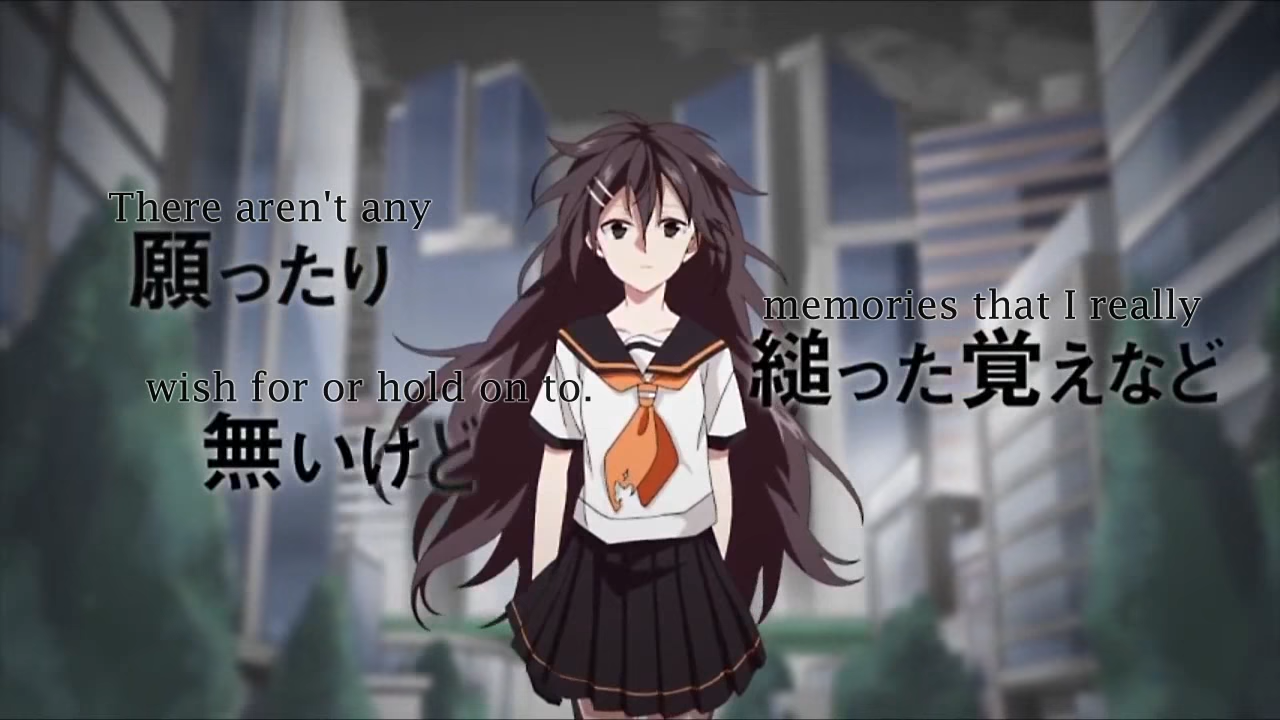 There aren't any
願ったり
memories that I really
縋った覚えなど
wish for or hold on to.
無いけど